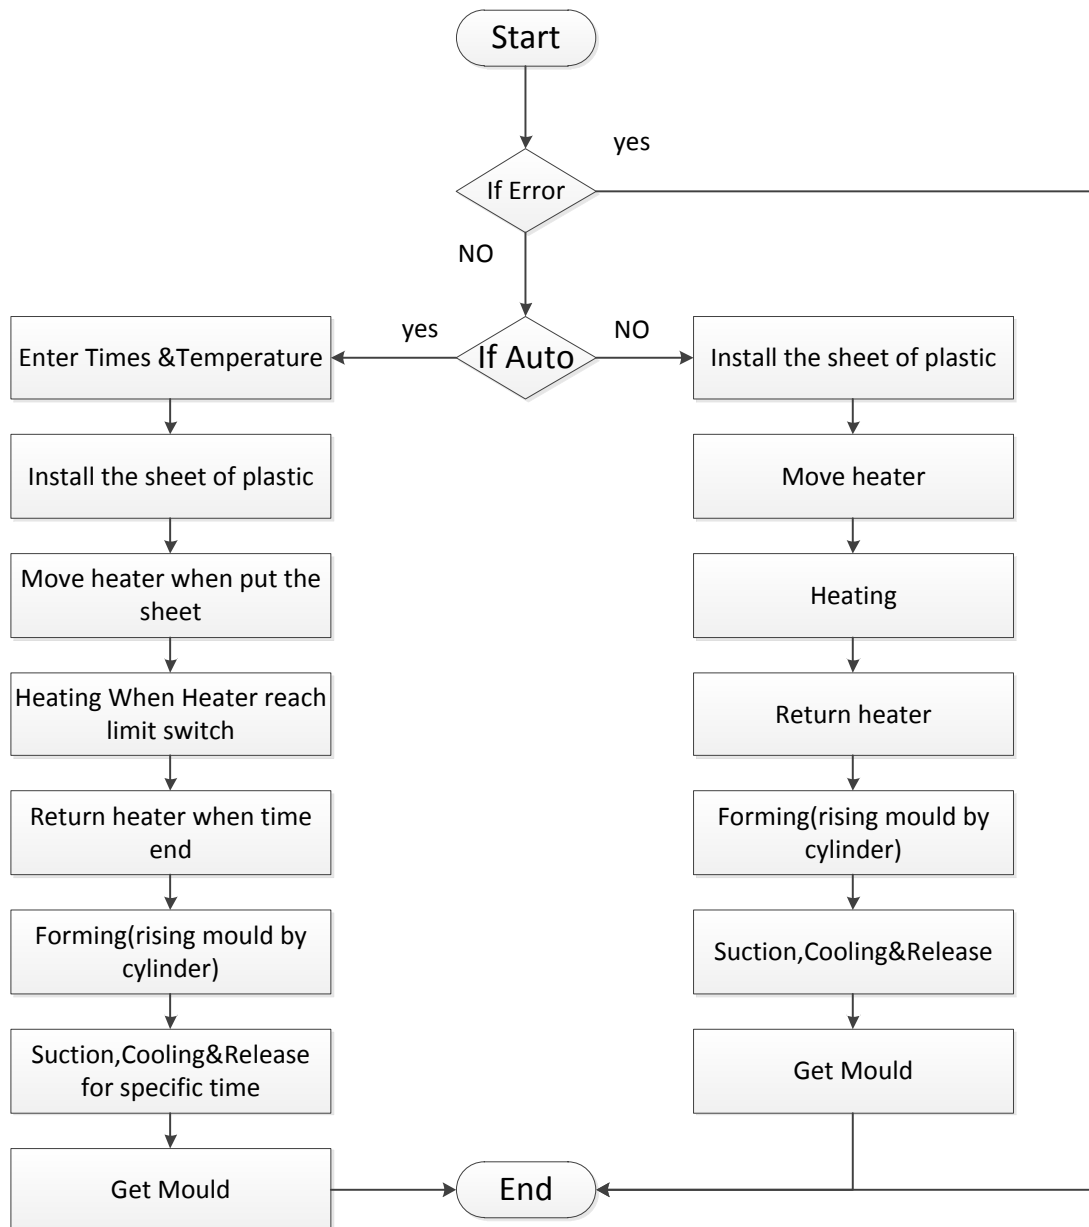 Start
yes
If Error
NO
yes
If Auto
NO
Enter Times &Temperature
Install the sheet of plastic
Move heater when put the
sheet
Heating When Heater reach
limit switch
Return heater when time
end
Forming(rising mould by
cylinder)
Suction,Cooling&Release
for specific time
Get Mould
Install the sheet of plastic
Move heater
Heating
Return heater
Forming(rising mould by
cylinder)
Suction,Cooling&Release
Get Mould
End